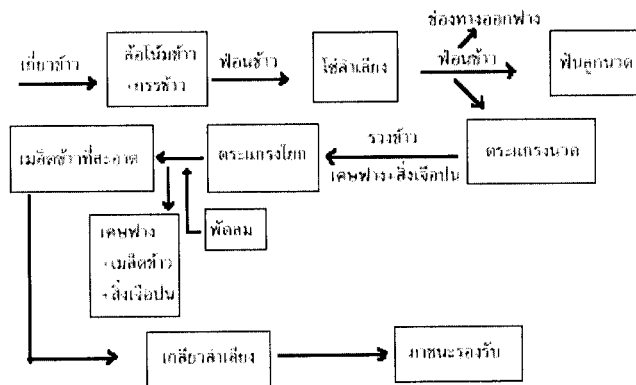 ช่องทางออกฟาง
เกี่ยวข้าว
ล้อโน้มข้าว
+กรรข้าว
ฟ่อนข้าว
โซ่ลำเลียง
ฟ่อนข้าว
ฟันลูกนวด
เมล็ดข้าวที่สะอาด
ตระแกรงโยก
รวงข้าว
เศษฟาง+สิ่งเจือปน
ตระแกรงนวด
เศษฟาง
+เมล็ดข้าว
+สิ่งเจือปน
พัดลม
เกลียวลำเลียง
ภาชนะรองรับ